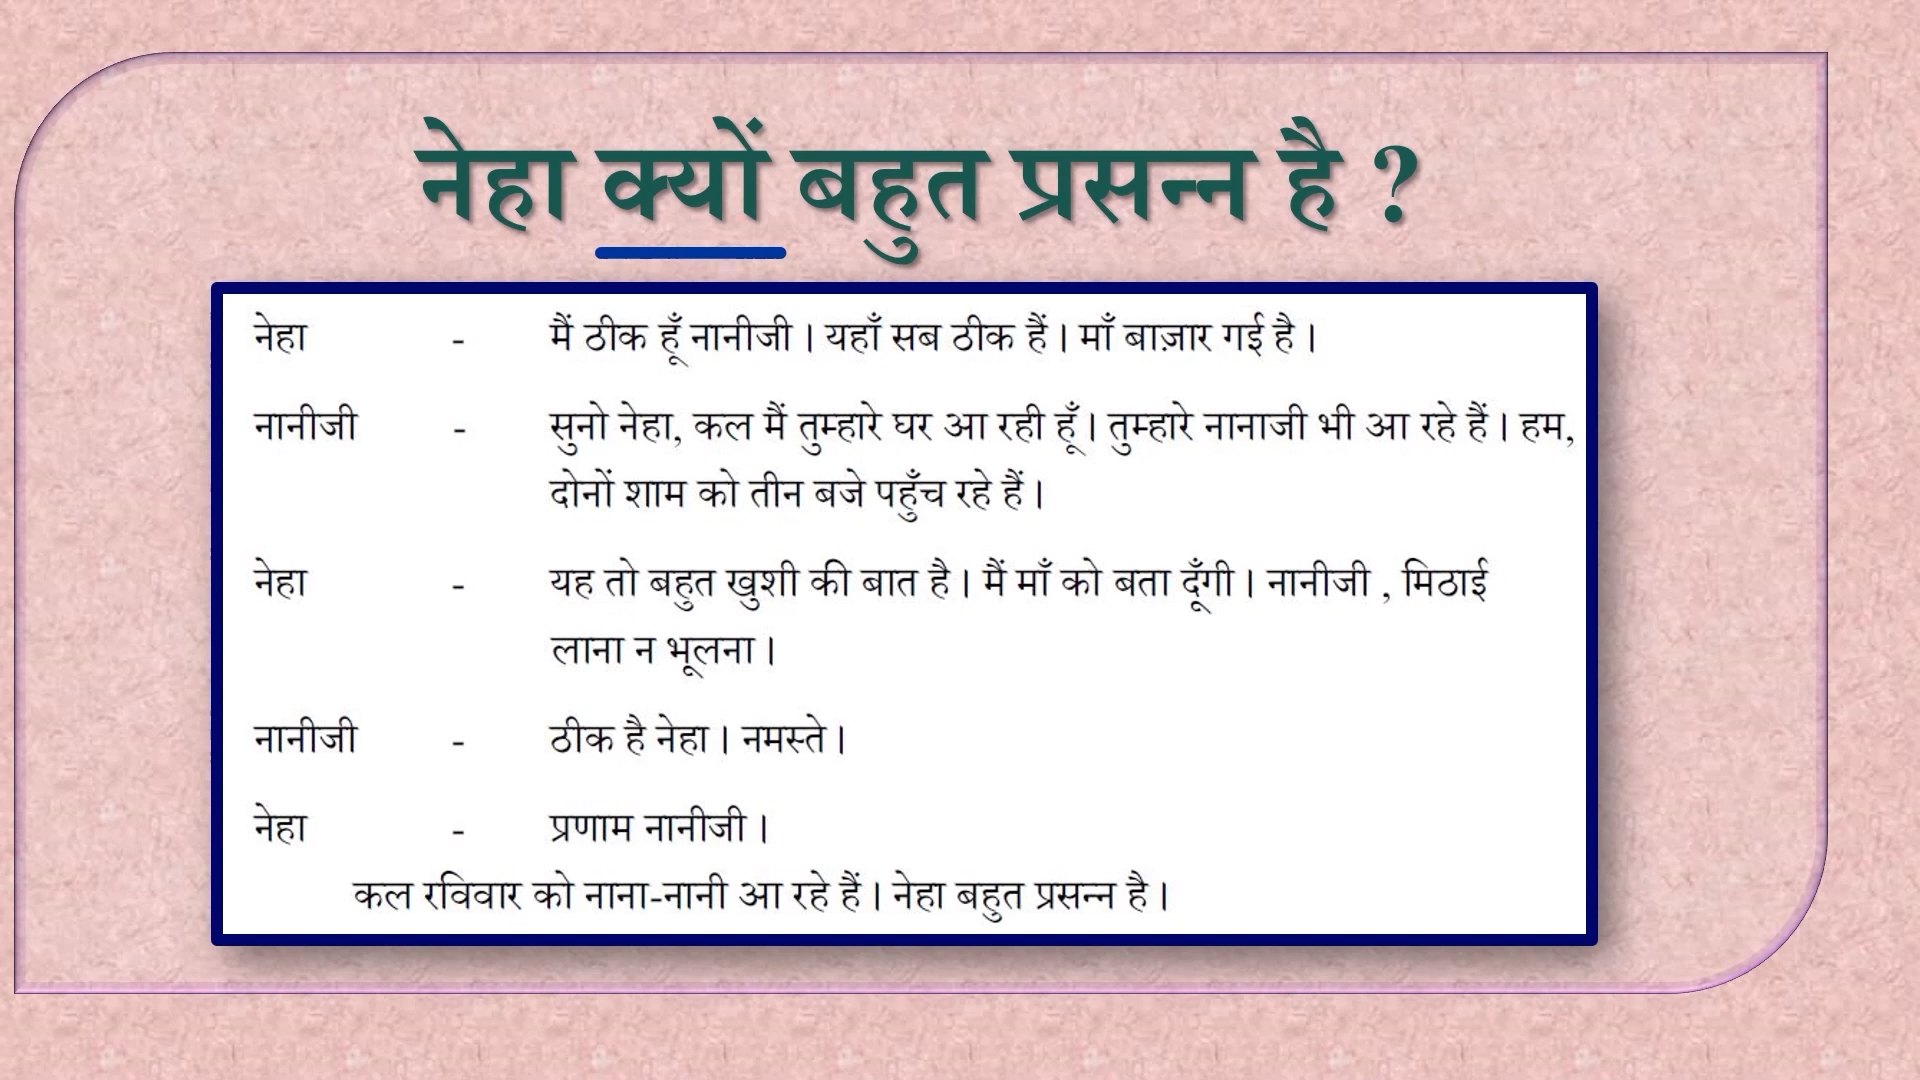 नेहा क्यों बहुत प्रसन्न है ?
नेहा - मैं ठीक हूँ नानीजी । यहाँ सब ठीक हैं । माँ बाज़ार गई है ।
नानीजी - सुनो नेहा, कल मैं तुम्हारे घर आ रही हूँ । तुम्हारे नानाजी भी आ रहे हैं । हम,
दोनों शाम को तीन बजे पहुँच रहे हैं ।
नेहा - यह तो बहुत खुशी की बात है । मैं माँ को बता दूँगी । नानीजी , मिठाई
लाना न भूलना ।
नानीजी - ठीक है नेहा । नमस्ते ।
नेहा - प्रणाम नानीजी ।
कल रविवार को नाना-नानी आ रहे हैं । नेहा बहुत प्रसन्न है ।